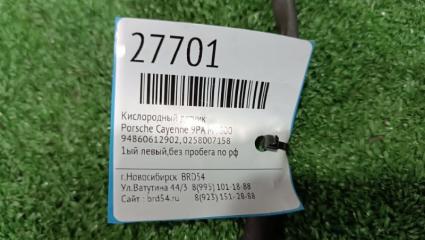 27701
Кислородный датчик
Porsche Cayenne 9PA
94860612902,0258007158
1ый левый,без пробега по рф
г.Новосибирск BRD54
Ул.Ватутина 44/3 8(995) 101-18-88
Сайт : brd54.ru 8(923) 151-28-88